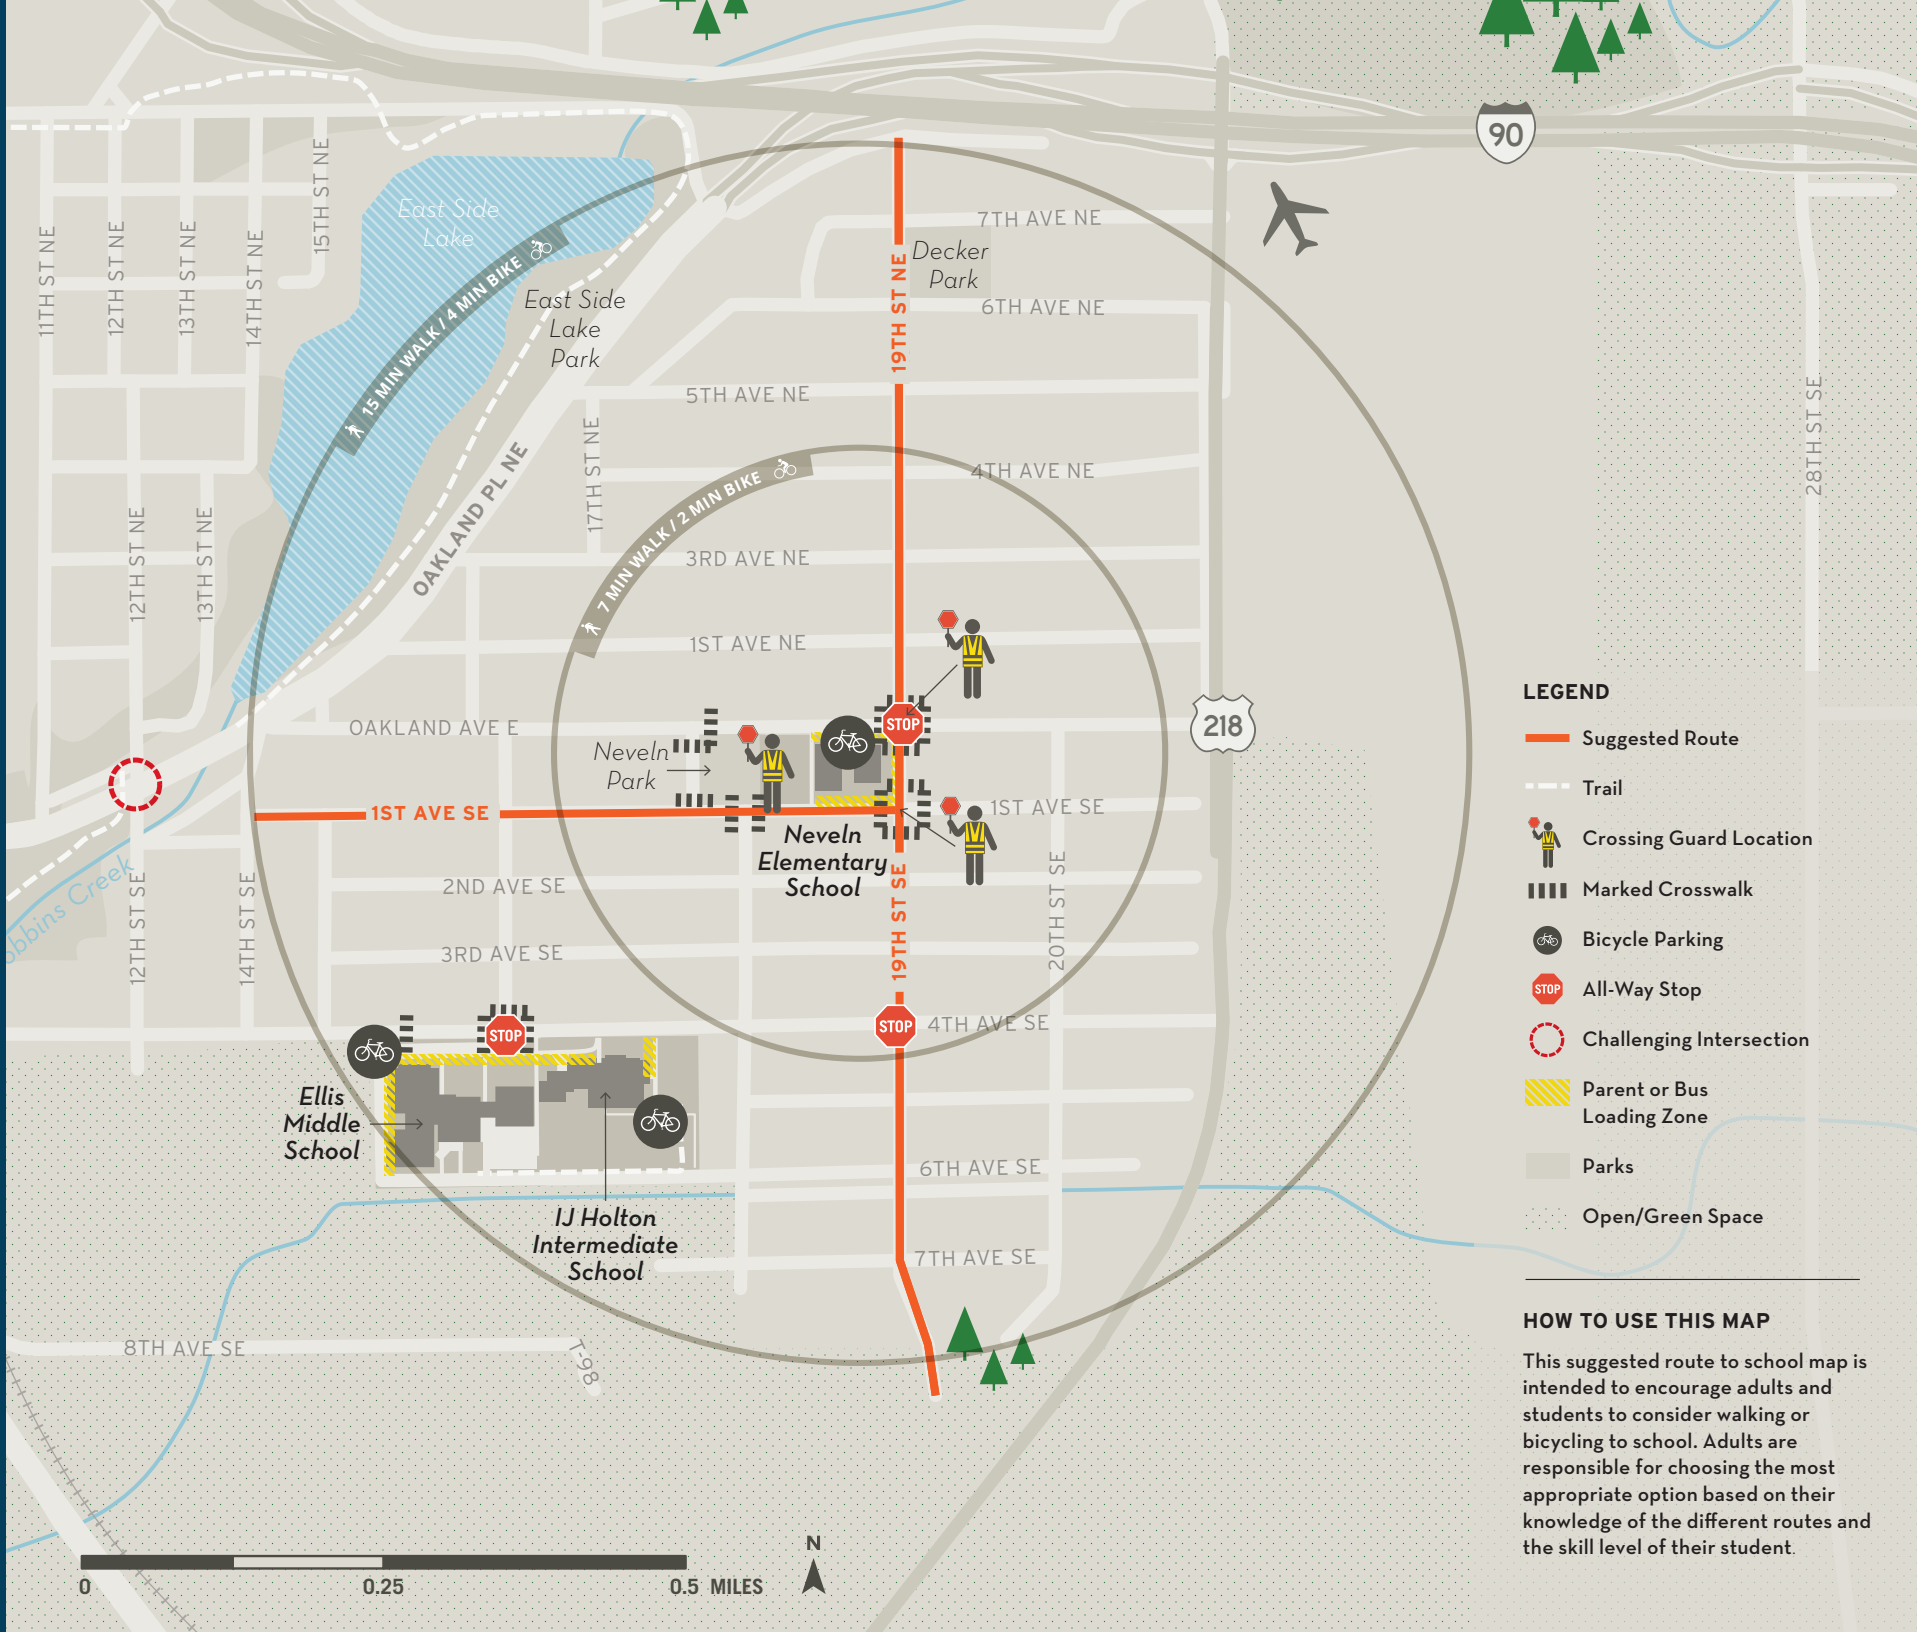 90
11TH ST NE
12TH ST NE
13TH ST NE
14TH ST NE
15TH ST NE
East Side
Lake
15 MIN WALK / 4 MIN BIKE
East Side
Lake
Park
7TH AVE NE
Decker
Park
19TH ST NE
6TH AVE NE
5TH AVE NE
17TH ST NE
OAKLAND PL NE
4TH AVE NE
7 MIN WALK / 2 MIN BIKE
3RD AVE NE
12TH ST NE
13TH ST NE
28TH ST SE
1ST AVE NE
OAKLAND AVE E
Neveln
Park
STOP
218
1ST AVE SE
1ST AVE SE
Neveln
Elementary
School
2ND AVE SE
19TH ST SE
20TH ST SE
3RD AVE SE
obbins Creek
12TH ST SE
14TH ST SE
STOP
STOP
4TH AVE SE
Ellis
Middle
School
6TH AVE SE
IJ Holton
Intermediate
School
7TH AVE SE
8TH AVE SE
T-98
0
0.25
0.5 MILES
N
LEGEND
Suggested Route
Trail
Crossing Guard Location
Marked Crosswalk
Bicycle Parking
STOP
All-Way Stop
Challenging Intersection
Parent or Bus
Loading Zone
Parks
Open/Green Space
HOW TO USE THIS MAP
This suggested route to school map is
intended to encourage adults and
students to consider walking or
bicycling to school. Adults are
responsible for choosing the most
appropriate option based on their
knowledge of the different routes and
the skill level of their student.